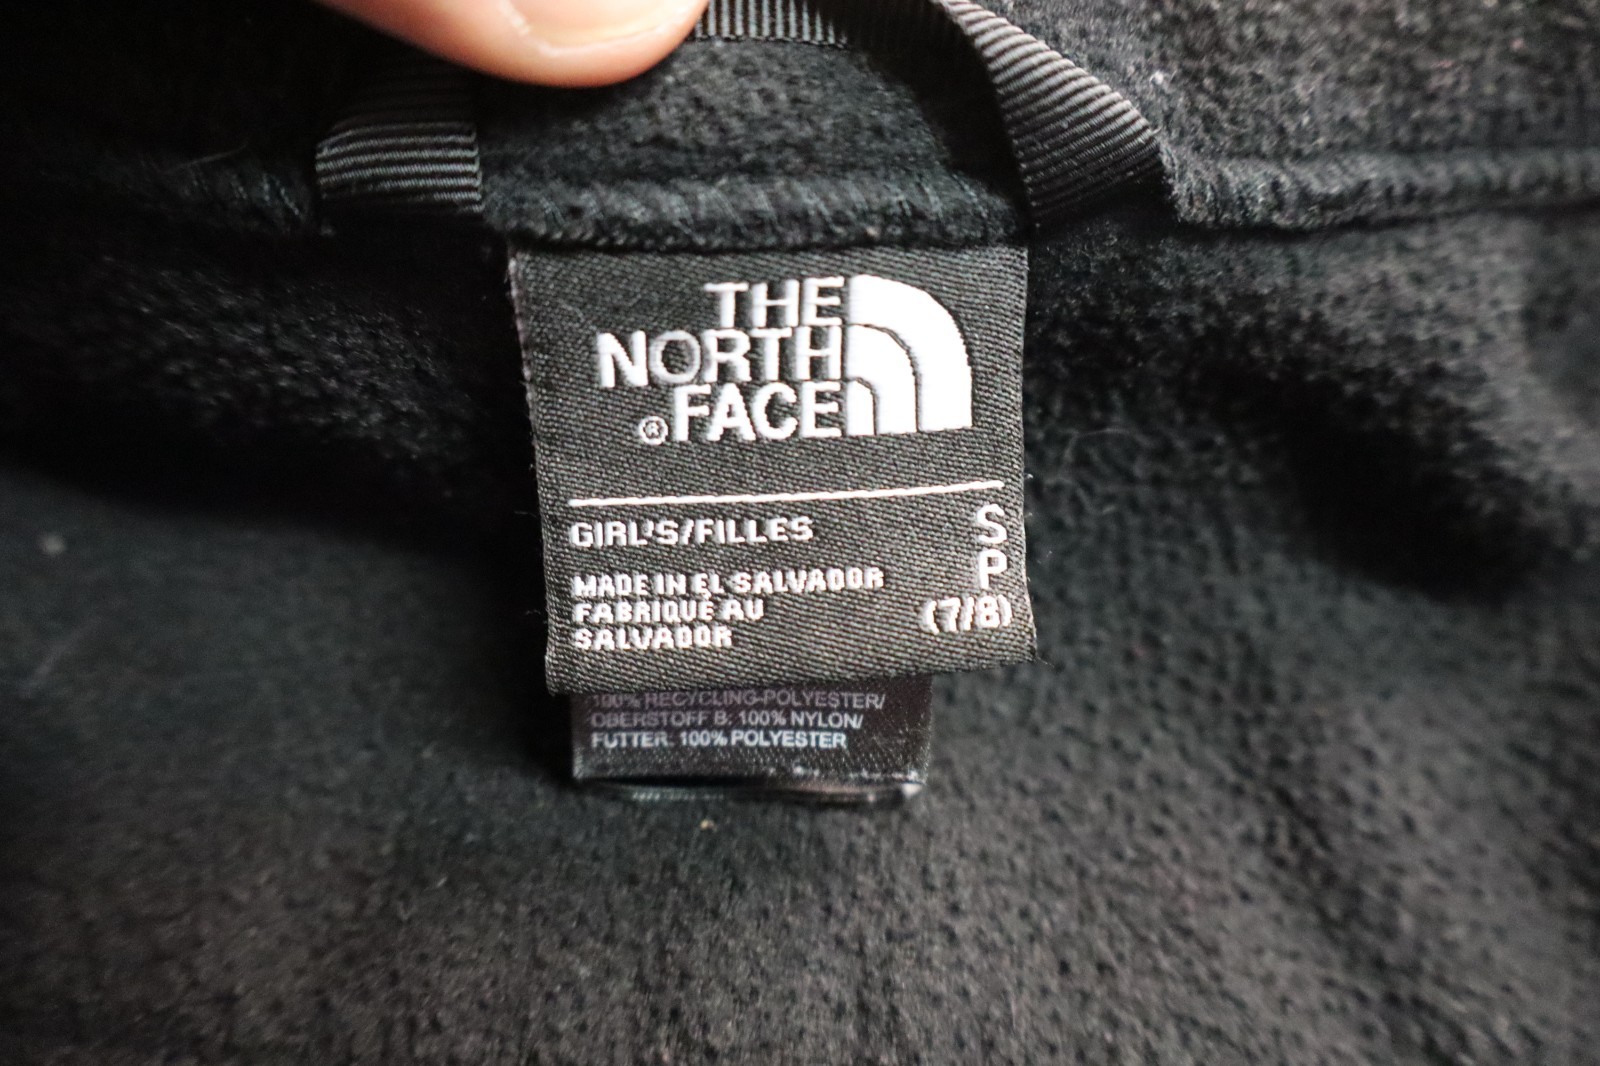 THE
NORTH
®FACE
GIRL'S/FILLES
S
P
(7/8)
MADE IN EL SALVADOR
FABRIQUÉ AU
SALVADOR
100% RECYCLING-POLYESTER/
OBERSTOFF B: 100% NYLON/
FUTTER: 100% POLYESTER